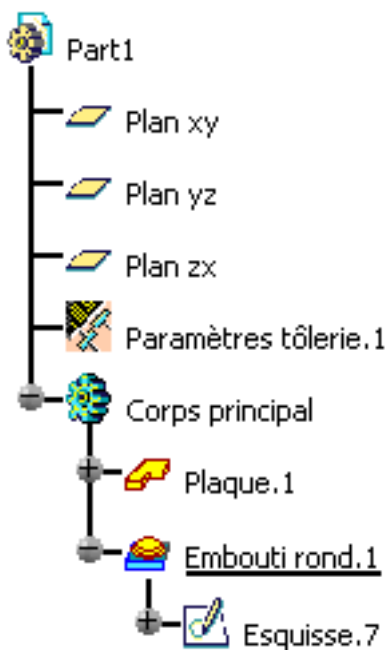 Part1
Plan xy
Plan yz
Plan zx
Paramètres tôlerie.1
Corps principal
Plaque.1
Embouti rond.1
Esquisse.7